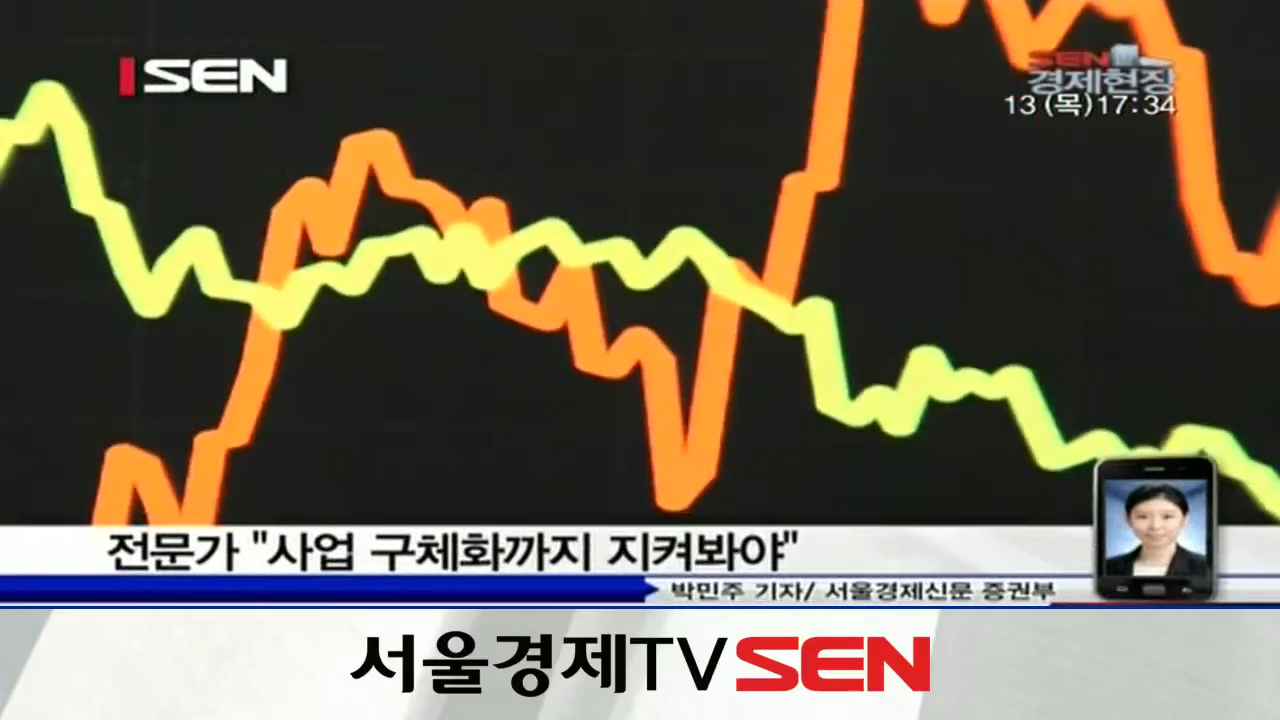 SEN
SEN
경제현장
13 (목) 17:34
전문가 "사업 구체화까지 지켜봐야"
박민주 기자/ 서울경제신문 증권부
서울경제TV SEN